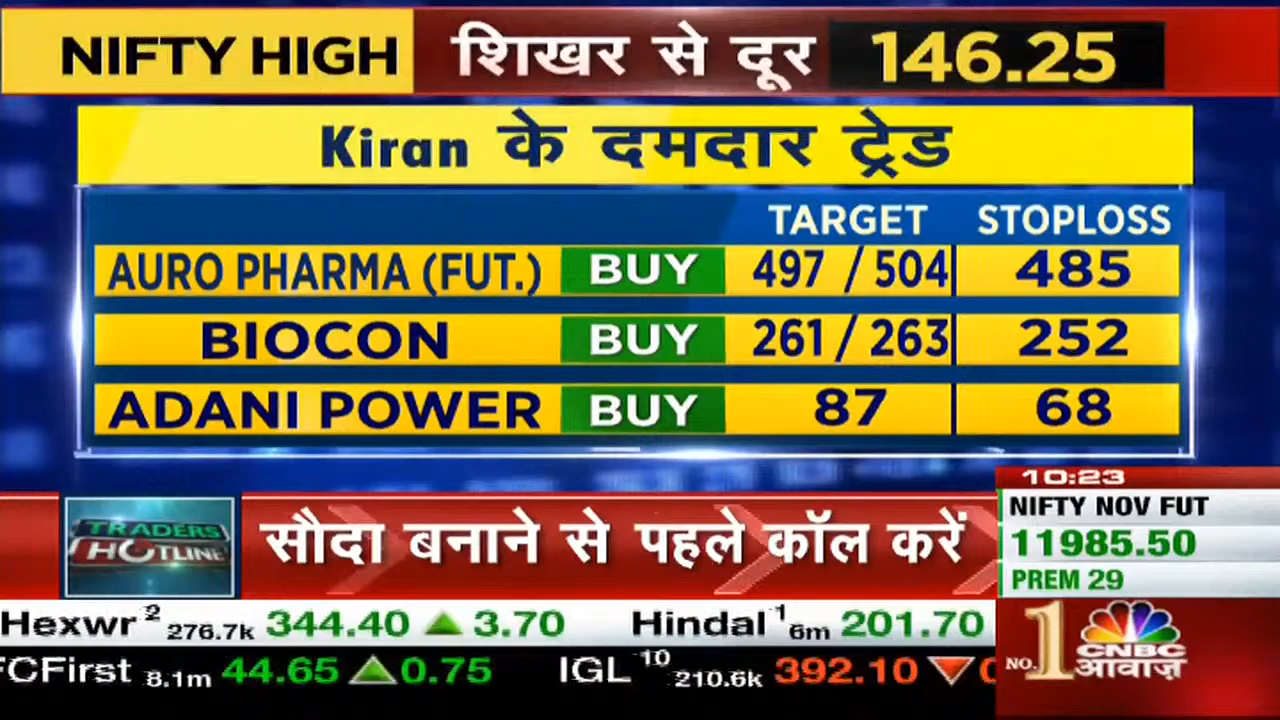 NIFTY HIGH शिखर से दूर 146.25
Kiran के दमदार ट्रेड
TARGET STOPLOSS
AURO PHARMA (FUT.) BUY 497 / 504 485
BIOCON BUY 261 / 263 252
ADANI POWER BUY 87 68
10:23
NIFTY NOV FUT
11985.50
PREM 29
TRADERS
HOTLINE
सौदा बनाने से पहले कॉल करें
Hexwr 2 276.7k 344.40 ▲ 3.70 Hindal 1 6m 201.70
FCFirst 8.1m 44.65 ▲ 0.75 IGL 10 210.6k 392.10 ▼
NO. 1 CNBC
आवाज़